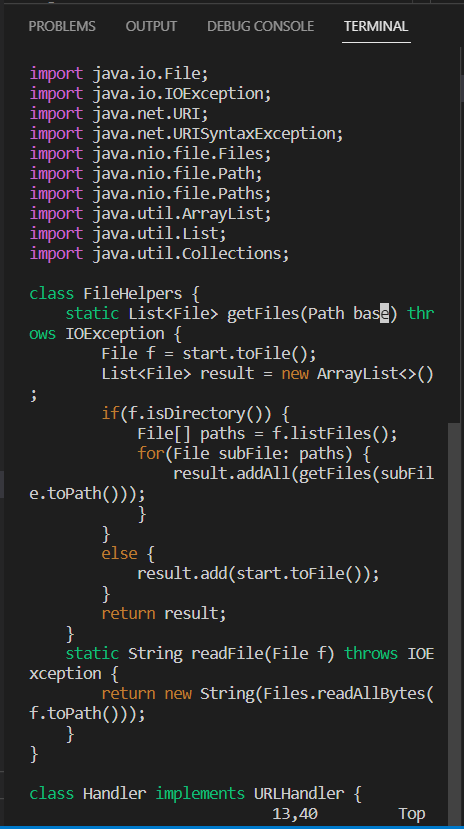 PROBLEMS OUTPUT DEBUG CONSOLE TERMINAL
import java.io.File;
import java.io.IOException;
import java.net.URI;
import java.net.URISyntaxException;
import java.nio.file.Files;
import java.nio.file.Path;
import java.nio.file.Paths;
import java.util.ArrayList;
import java.util.List;
import java.util.Collections;

class FileHelpers {
    static List<File> getFiles(Path base) thr
ows IOException {
        File f = start.toFile();
        List<File> result = new ArrayList<>()
;
        if(f.isDirectory()) {
            File[] paths = f.listFiles();
            for(File subFile: paths) {
                result.addAll(getFiles(subFil
e.toPath()));
            }
        }
        else {
            result.add(start.toFile());
        }
        return result;
    }
    static String readFile(File f) throws IOE
xception {
        return new String(Files.readAllBytes(
f.toPath()));
    }
}

class Handler implements URLHandler {
13,40 Top